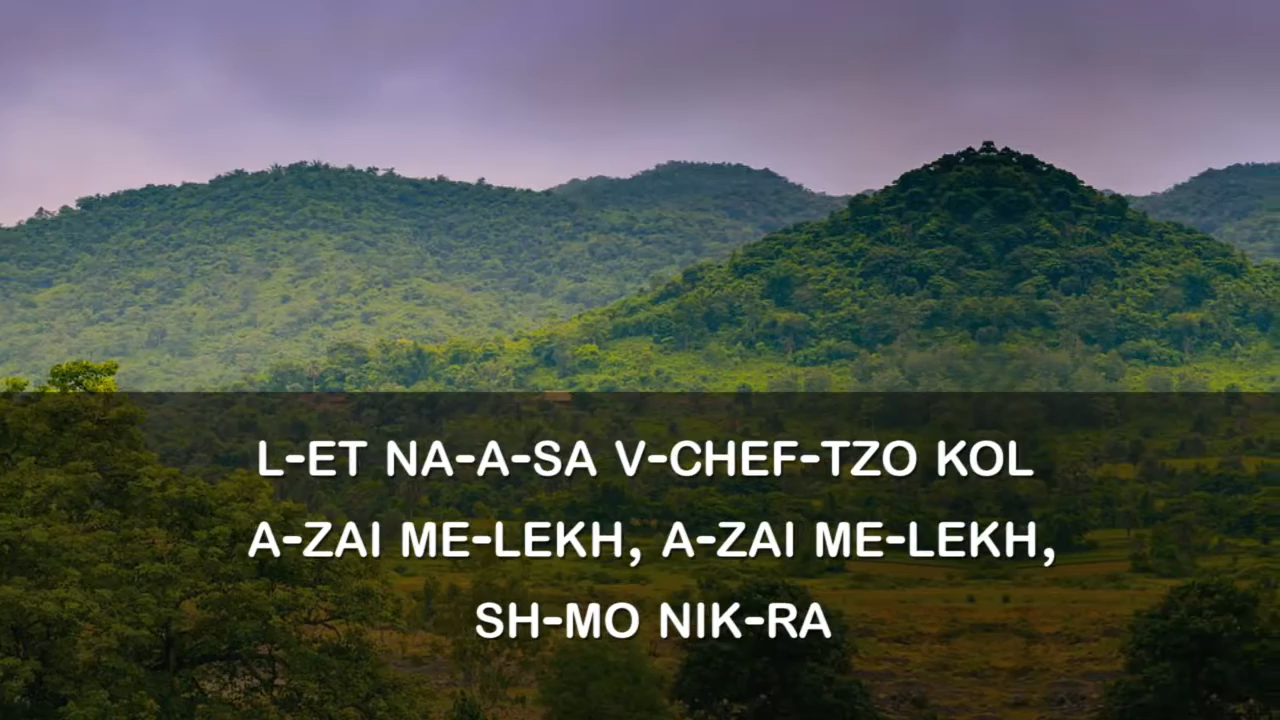 L-ET NA-A-SA V-CHEF-TZO KOL
A-ZAI ME-LEKH, A-ZAI ME-LEKH,
SH-MO NIK-RA